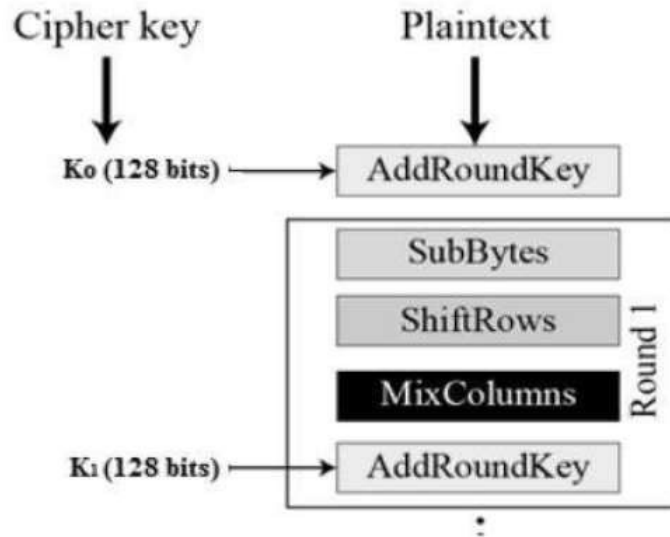 Cipher key
Plaintext
K₀ (128 bits)
AddRoundKey
SubBytes
ShiftRows
MixColumns
Round 1
K₁ (128 bits)
AddRoundKey